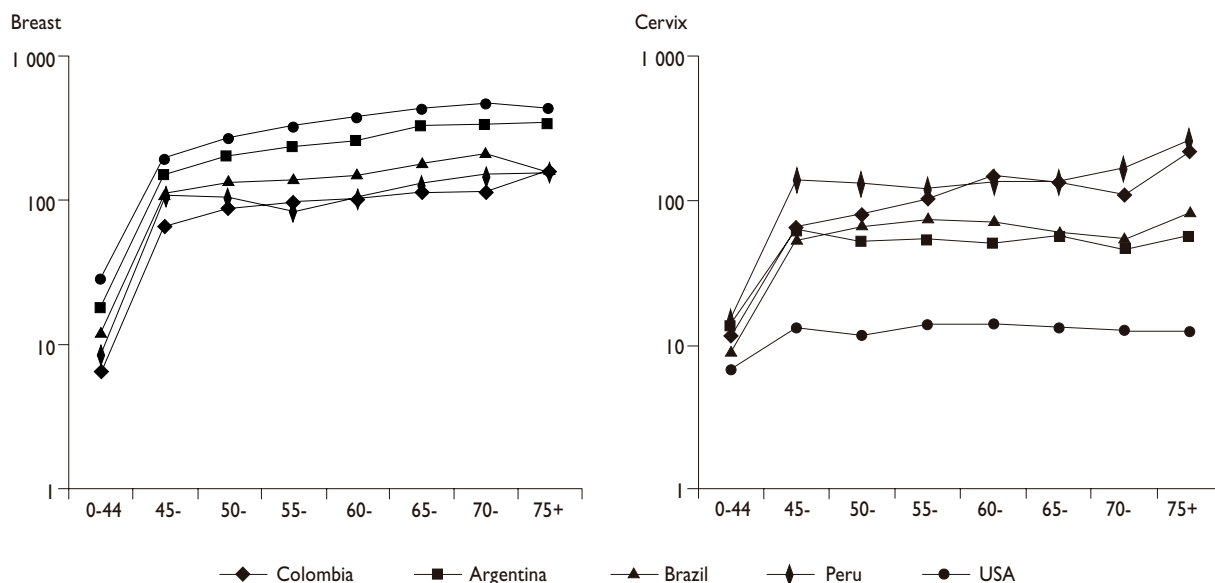 Breast
1 000
100
10
1
0-44 45- 50- 55- 60- 65- 70- 75+
Cervix
1 000
100
10
1
0-44 45- 50- 55- 60- 65- 70- 75+
Colombia Argentina Brazil Peru USA